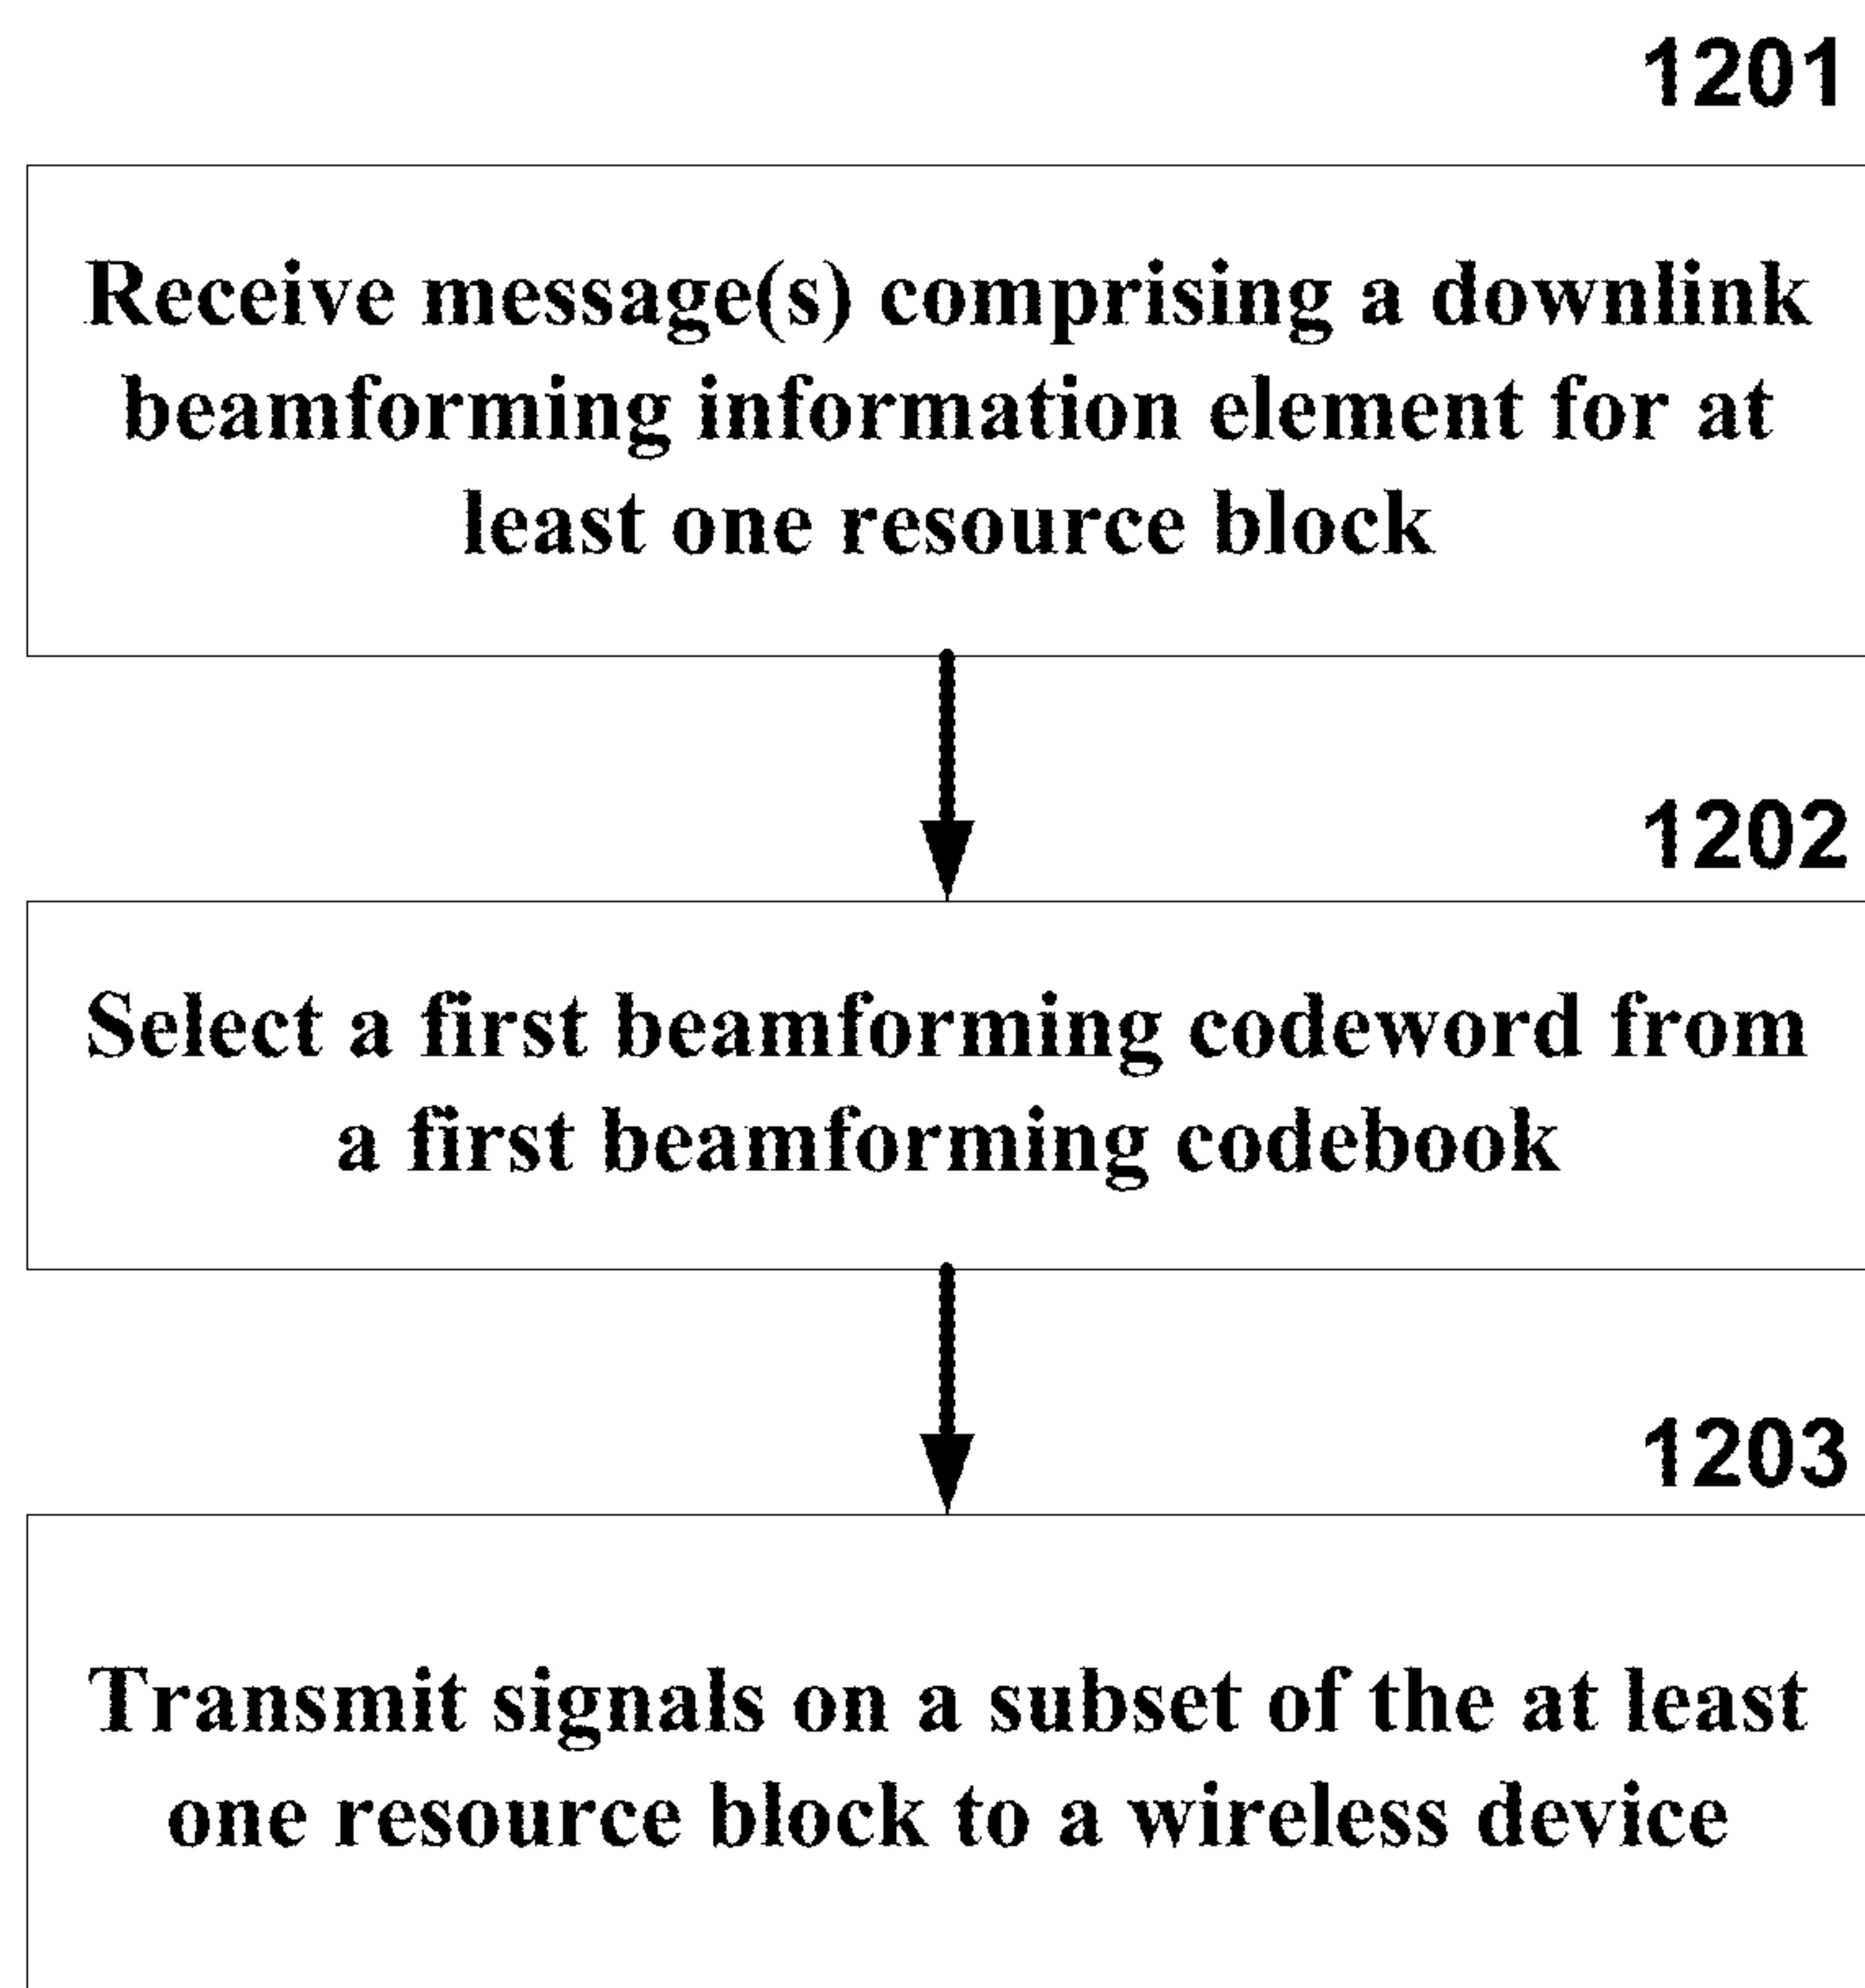 1201
Receive message(s) comprising a downlink
beamforming information element for at
least one resource block
1202
Select a first beamforming codeword from
a first beamforming codebook
1203
Transmit signals on a subset of the at least
one resource block to a wireless device